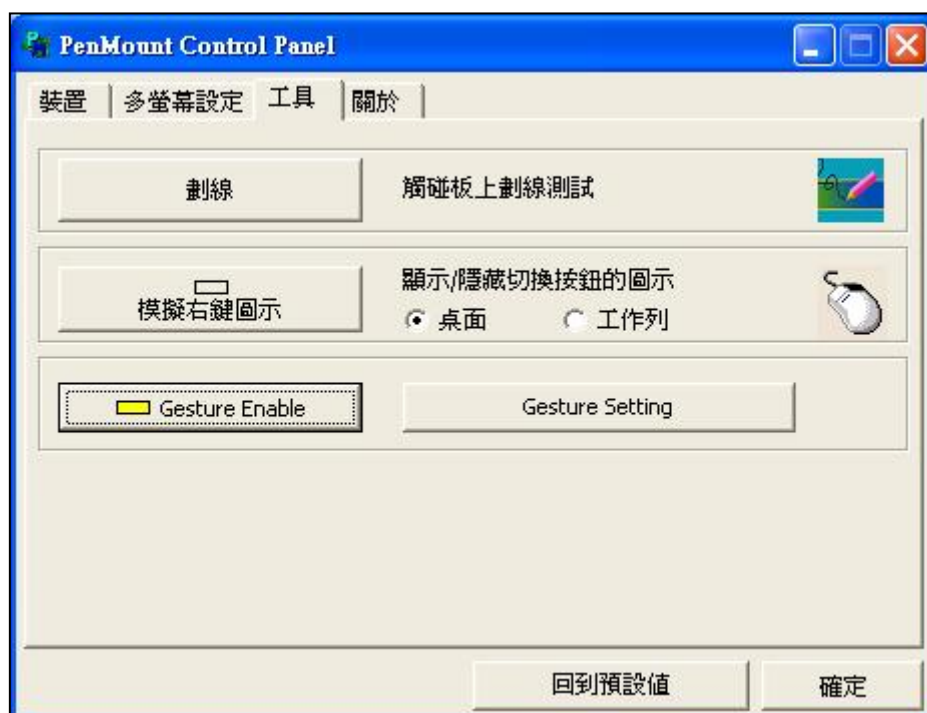 PenMount Control Panel
裝置 多螢幕設定 工具 關於
劃線 觸碰板上劃線測試
顯示/隱藏切換按鈕的圖示
模擬右鍵圖示
桌面 工作列
Gesture Enable Gesture Setting
回到預設值 確定